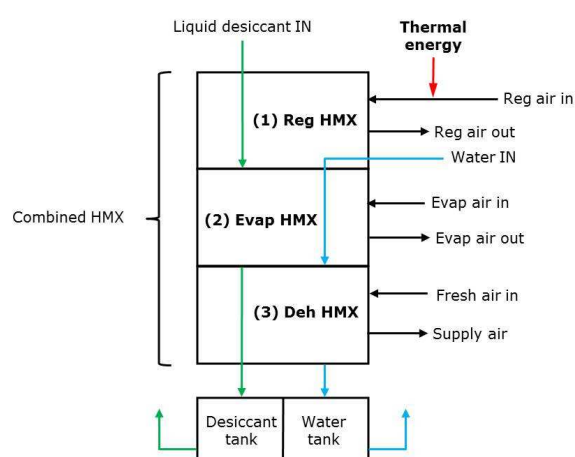 Liquid desiccant IN
Thermal
energy
Reg air in
(1) Reg HMX
Reg air out
Water IN
Combined HMX
(2) Evap HMX
Evap air in
Evap air out
Fresh air in
(3) Deh HMX
Supply air
Desiccant
tank
Water
tank